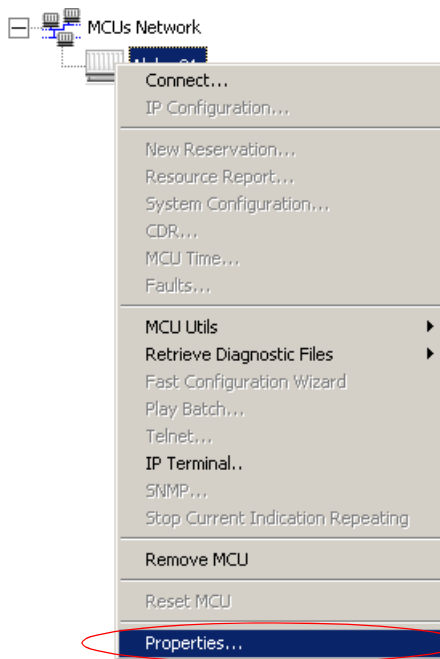 MCUs Network
Connect...
IP Configuration...
New Reservation...
Resource Report...
System Configuration...
CDR...
MCU Time...
Faults...
MCU Utils
Retrieve Diagnostic Files
Fast Configuration Wizard
Play Batch...
Telnet...
IP Terminal..
SNMP...
Stop Current Indication Repeating
Remove MCU
Reset MCU
Properties...